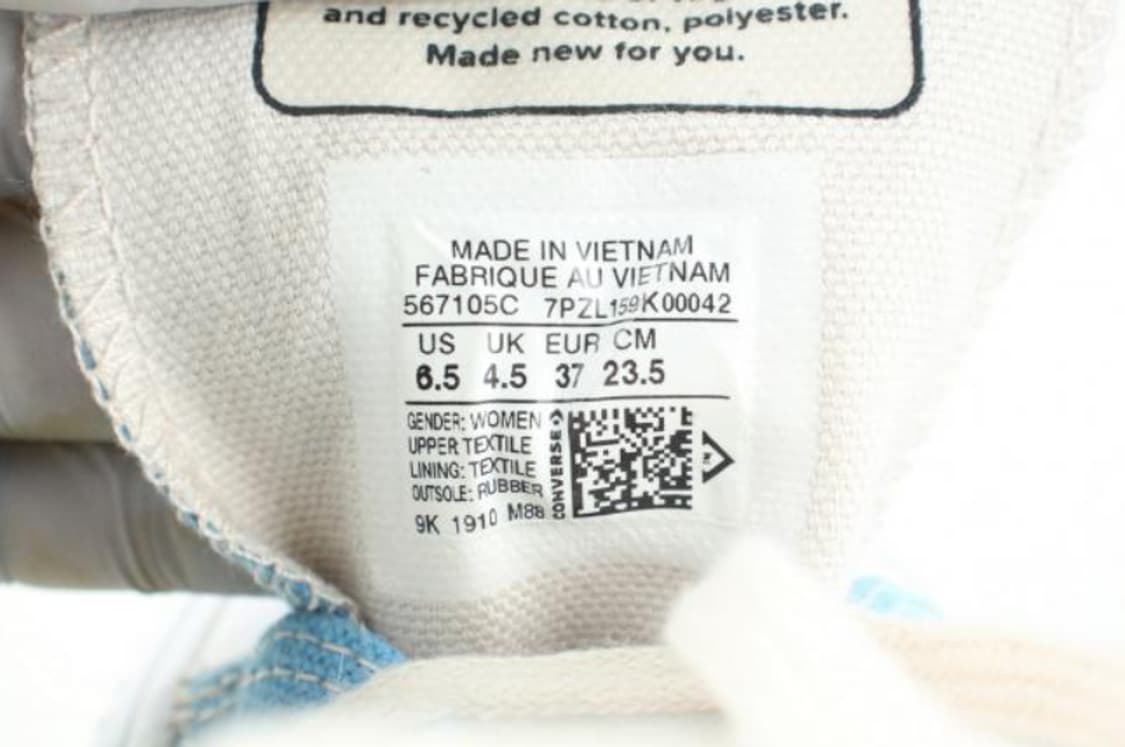 and recycled cotton, polyester.
Made new for you.
MADE IN VIETNAM
FABRIQUE AU VIETNAM
567105C 7PZL159K00042
US UK EUR CM
6.5 4.5 37 23.5
GENDER: WOMEN
UPPER TEXTILE
LINING: TEXTILE
OUTSOLE: RUBBER
9K 1910 M88
CONVERSE